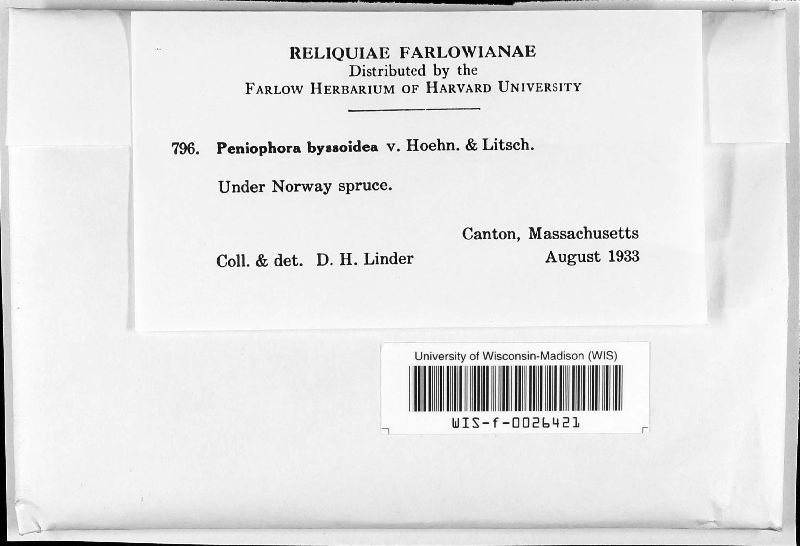 RELIQUIAE FARLOWIANAE
Distributed by the
FARLOW HERBARIUM OF HARVARD UNIVERSITY
796. Peniophora byssoidea v. Hoehn. & Litsch.
Under Norway spruce.
Canton, Massachusetts
Coll. & det. D. H. Linder August 1933
University of Wisconsin-Madison (WIS)
WIS-f-0026421